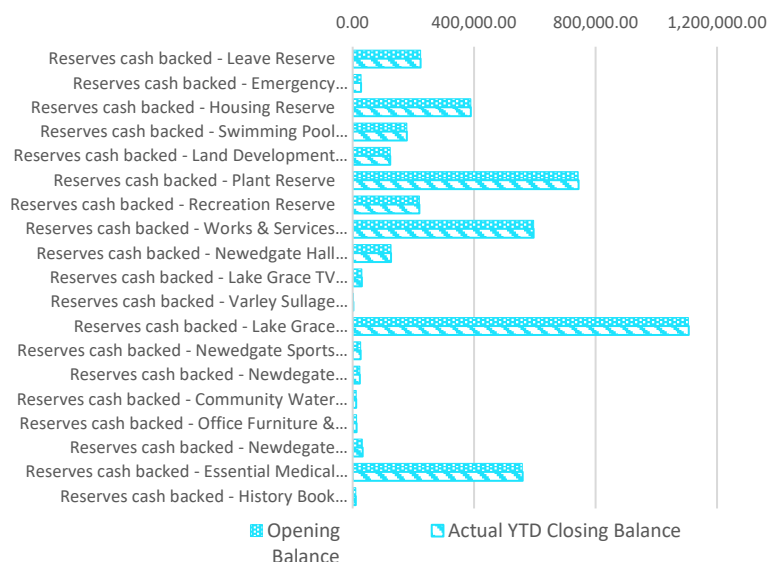 0.00 400,000.00 800,000.00 1,200,000.00
Reserves cash backed - Leave Reserve
Reserves cash backed - Emergency...
Reserves cash backed - Housing Reserve
Reserves cash backed - Swimming Pool...
Reserves cash backed - Land Development...
Reserves cash backed - Plant Reserve
Reserves cash backed - Recreation Reserve
Reserves cash backed - Works & Services...
Reserves cash backed - Newedgate Hall...
Reserves cash backed - Lake Grace TV...
Reserves cash backed - Varley Sullage...
Reserves cash backed - Lake Grace...
Reserves cash backed - Newedgate Sports...
Reserves cash backed - Newdegate...
Reserves cash backed - Community Water...
Reserves cash backed - Office Furniture &...
Reserves cash backed - Newdegate...
Reserves cash backed - Essential Medical...
Reserves cash backed - History Book...
Opening
Balance
Actual YTD Closing Balance